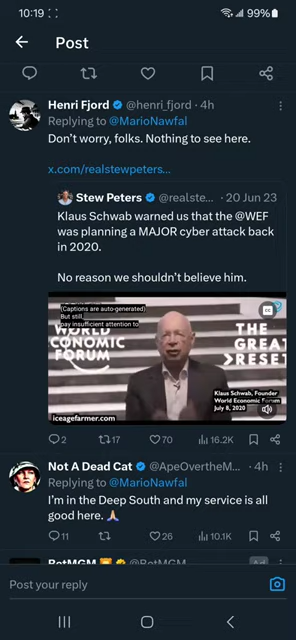 10:19
99%
Post
Henri Fjord @henri_fjord · 4h
Replying to @MarioNawfal
Don't worry, folks. Nothing to see here.
x.com/realstewpeters...
Stew Peters @realste... · 20 Jun 23
Klaus Schwab warned us that the @WEF
was planning a MAJOR cyber attack back
in 2020.
No reason we shouldn't believe him.
(Captions are auto-generated)
But still,
pay insufficient attention to
WORLD
ECONOMIC
FORUM
THE
GREAT
RESET
CC
Klaus Schwab, Founder
World Economic Forum
July 8, 2020
iceagefarmer.com
2 17 70 16.2K
Not A Dead Cat @ApeOvertheM... · 4h
Replying to @MarioNawfal
I'm in the Deep South and my service is all
good here.
11 26 10.1K
BetMGM @BetMGM Ad
Post your reply